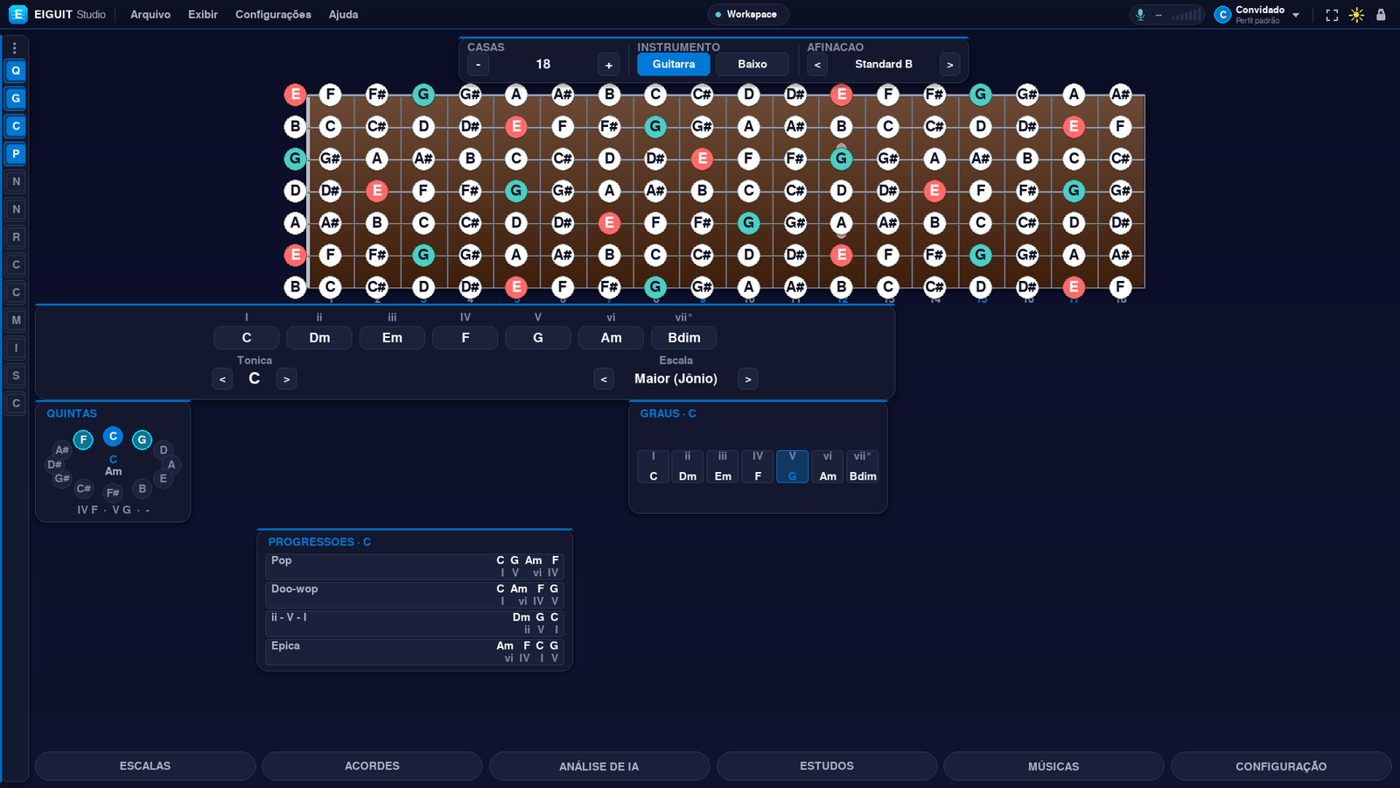 E EIGUIT Studio Arquivo Exibir Configurações Ajuda Workspace -- C Convidado
Perfil padrão
CASAS INSTRUMENTO AFINACAO
- 18 + Guitarra Baixo < Standard B >
E F F# G G# A A# B C C# D D# E F F# G G# A A#
B C C# D D# E F F# G G# A A# B C C# D D# E F
G G# A A# B C C# D D# E F F# G G# A A# B C C#
D D# E F F# G G# A A# B C C# D D# E F F# G G#
A A# B C C# D D# E F F# G G# A A# B C C# D D#
E F F# G G# A A# B C C# D D# E F F# G G# A A#
B C C# D D# E F F# G G# A A# B C C# D D# E F
Q
G
C
P
N
N
R
C
C
M
I
S
C
I ii iii IV V vi vii°
C Dm Em F G Am Bdim
Tonica Escala
< C > < Maior (Jônio) >
QUINTAS
C
F G
A# D
D# A
G# E
C# B
F#
C
Am
IV F · V G · -
GRAUS · C
I ii iii IV V vi vii°
C Dm Em F G Am Bdim
PROGRESSOES · C
Pop C G Am F
I V vi IV
Doo-wop C Am F G
I vi IV V
ii - V - I Dm G C
ii V I
Epica Am F C G
vi IV I V
ESCALAS ACORDES ANÁLISE DE IA ESTUDOS MÚSICAS CONFIGURAÇÃO